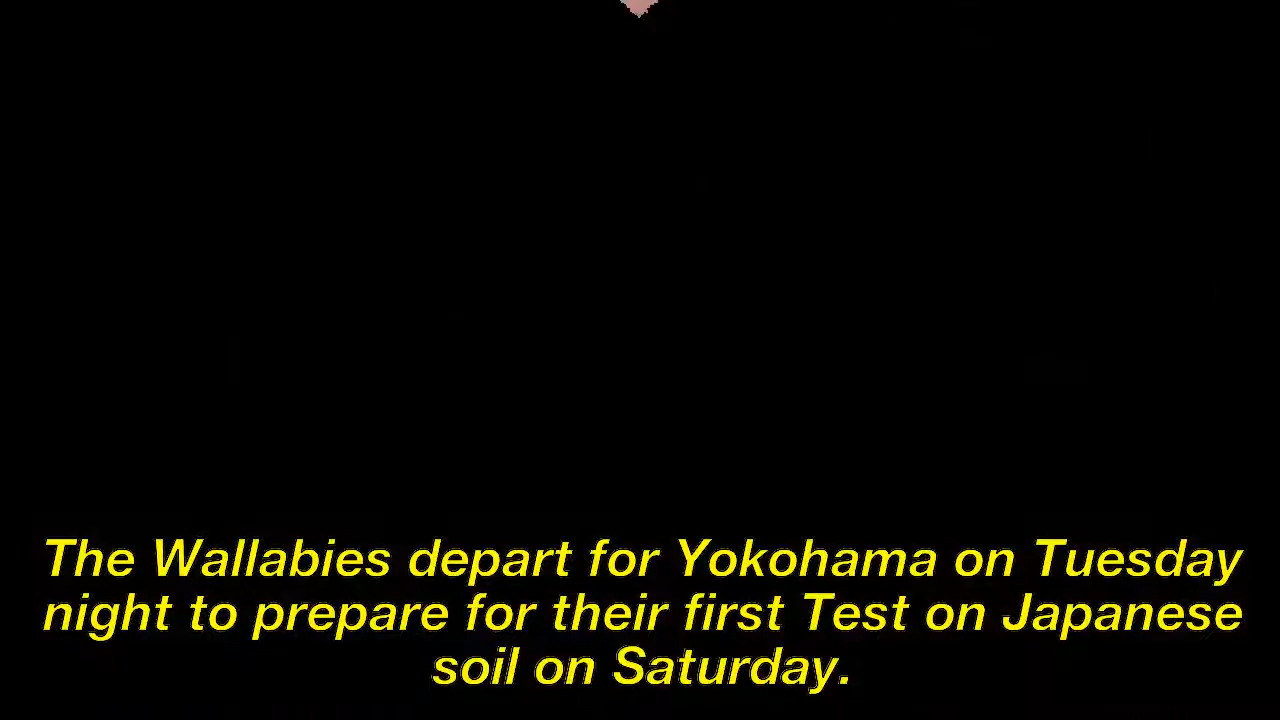 The Wallabies depart for Yokohama on Tuesday
night to prepare for their first Test on Japanese
soil on Saturday.